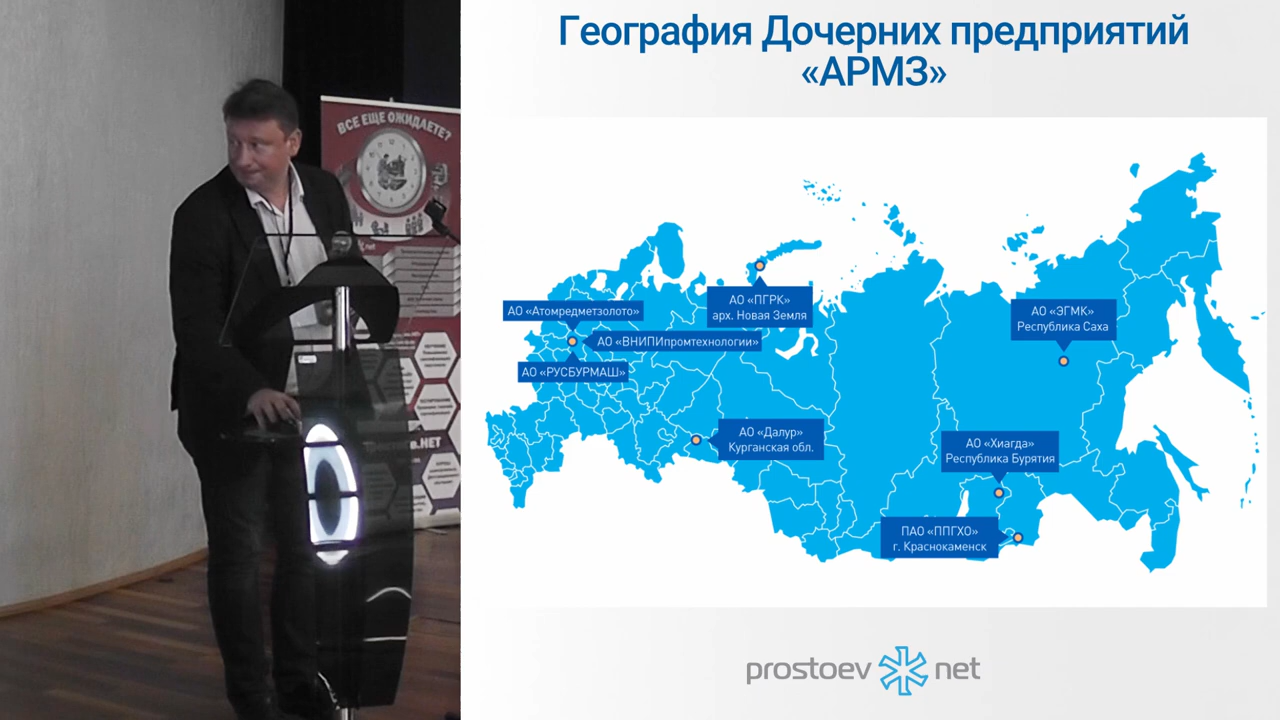 География Дочерних предприятий
«АРМЗ»
ВСЕ ЕЩЕ ОЖИДАЕТЕ?
АО «Атомредметзолото»
АО «ВНИПИпромтехнологии»
АО «РУСБУРМАШ»
АО «ПГРК»
арх. Новая Земля
АО «ЭГМК»
Республика Саха
АО «Далур»
Курганская обл.
АО «Хиагда»
Республика Бурятия
ПАО «ППГХО»
г. Краснокаменск
prostoev net